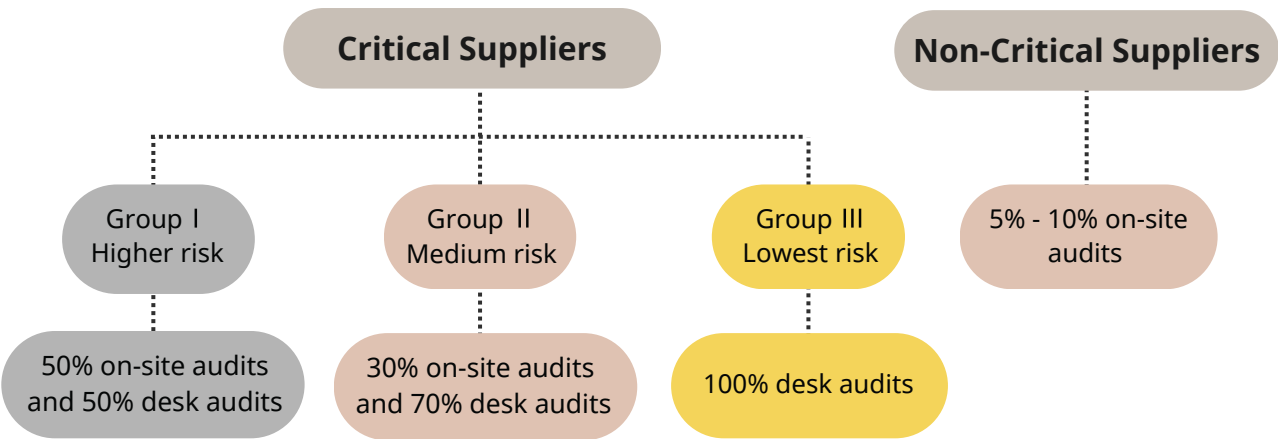 Critical Suppliers
Non-Critical Suppliers
Group I
Higher risk
Group II
Medium risk
Group III
Lowest risk
5% - 10% on-site
audits
50% on-site audits
and 50% desk audits
30% on-site audits
and 70% desk audits
100% desk audits